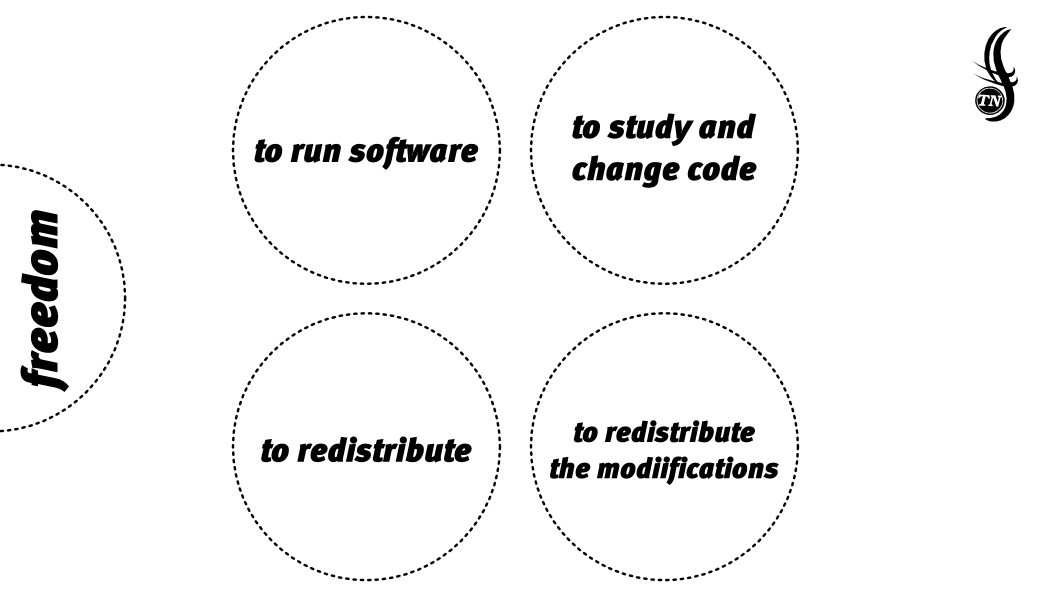 freedom
to run software
to study and
change code
to redistribute
to redistribute
the modiifications
TN